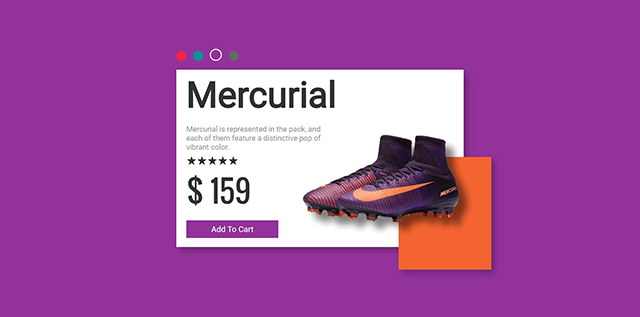 Mercurial
Mercurial is represented in the pack, and
each of them feature a distinctive pop of
vibrant color.
★★★★★
$ 159
Add To Cart
MERCURIAL